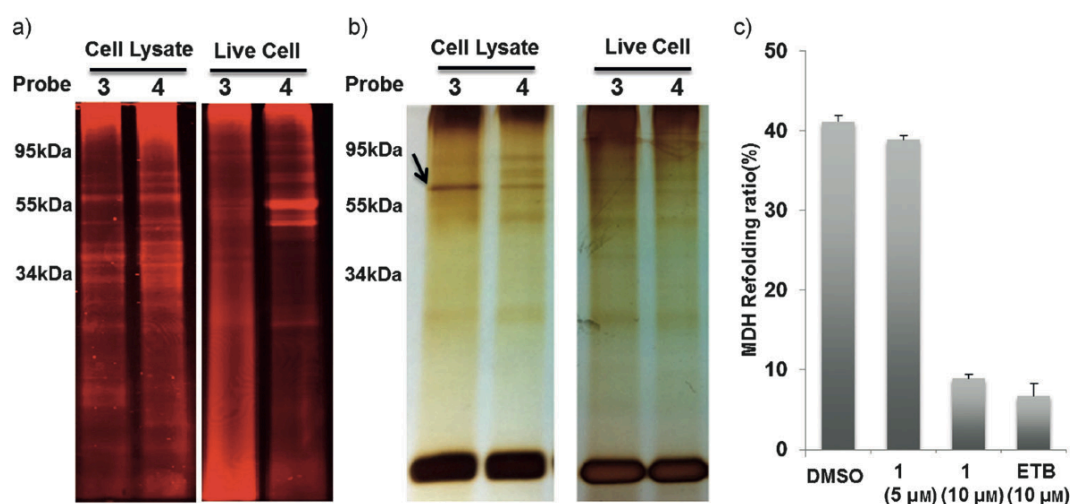 a)
Cell Lysate Live Cell
Probe 3 4 3 4
95kDa
55kDa
34kDa
b)
Cell Lysate Live Cell
Probe 3 4 3 4
95kDa
55kDa
34kDa
c)
MDH Refolding ratio(%)
50
40
30
20
10
0
DMSO 1 1 ETB
(5 μM) (10 μM) (10 μM)